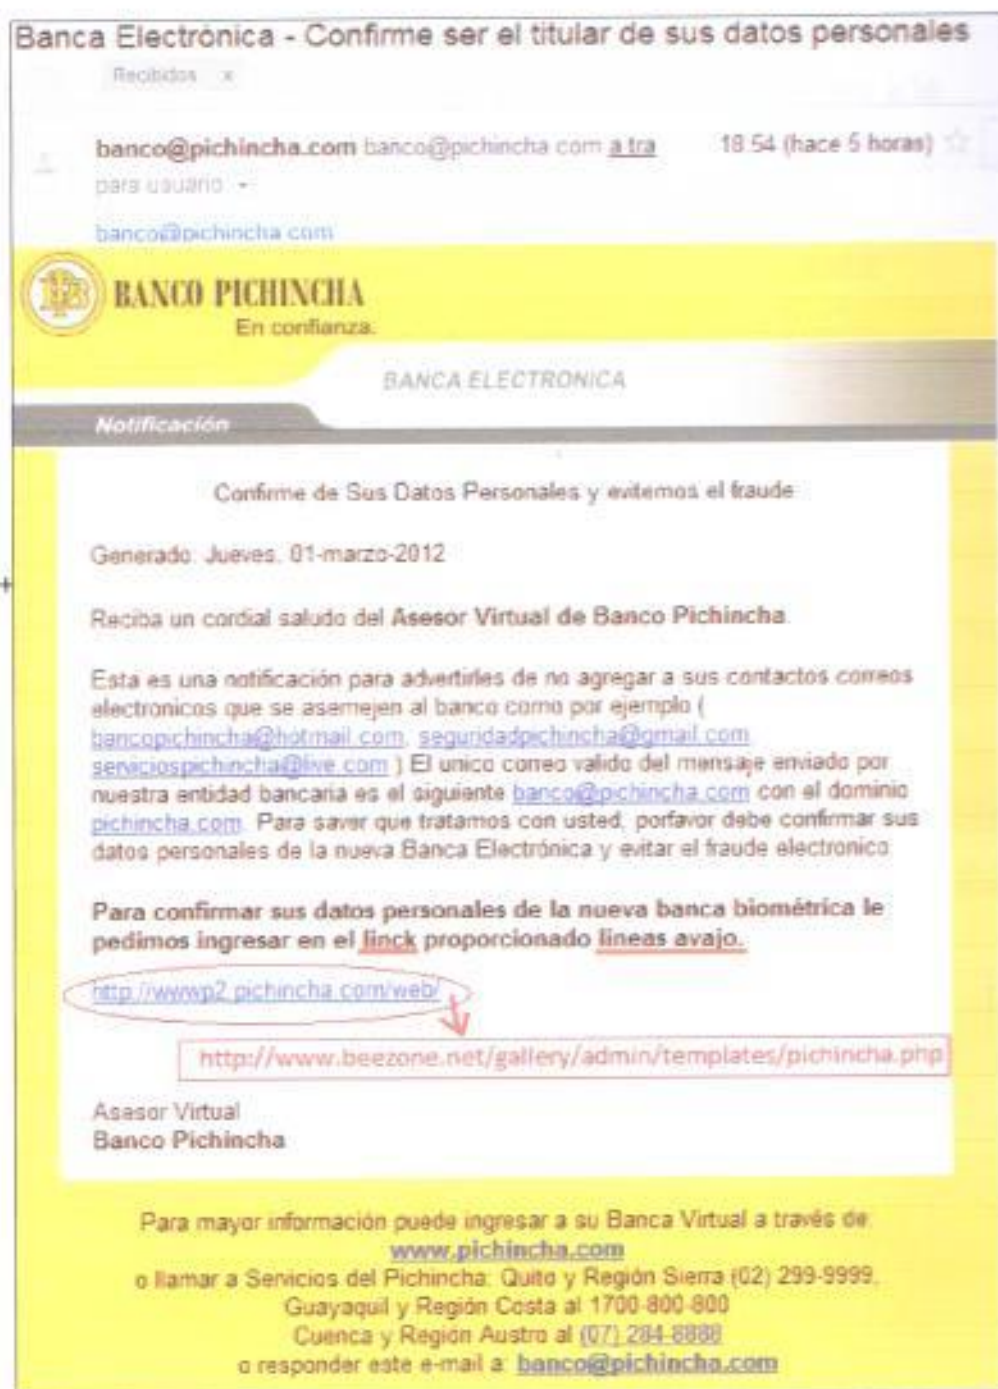 Banca Electrónica - Confirme ser el titular de sus datos personales
Recibidos x
banco@pichincha.com banco@pichincha.com a tra 18:54 (hace 5 horas)
para usuario
banco@pichincha.com
BANCO PICHINCHA
En confianza.
BANCA ELECTRONICA
Notificación
Confirme de Sus Datos Personales y evitemos el fraude
Generado: Jueves, 01-marzo-2012
Reciba un cordial saludo del Asesor Virtual de Banco Pichincha.
Esta es una notificación para advertirles de no agregar a sus contactos correos
electronicos que se asemejen al banco como por ejemplo (
bancopichincha@hotmail.com, seguridadpichincha@gmail.com
serviciospichincha@live.com ) El unico correo valido del mensaje enviado por
nuestra entidad bancaria es el siguiente banco@pichincha.com con el dominio
pichincha.com. Para saver que tratamos con usted, porfavor debe confirmar sus
datos personales de la nueva Banca Electrónica y evitar el fraude electronico
Para confirmar sus datos personales de la nueva banca biométrica le
pedimos ingresar en el linck proporcionado lineas avajo.
http://wwwp2.pichincha.com/web/
http://www.beezone.net/gallery/admin/templates/pichincha.php
Asesor Virtual
Banco Pichincha
Para mayor información puede ingresar a su Banca Virtual a través de:
www.pichincha.com
o llamar a Servicios del Pichincha: Quito y Región Sierra (02) 299-9999,
Guayaquil y Región Costa al 1700-800-800
Cuenca y Región Austro al (07) 284-8888
o responder este e-mail a: banco@pichincha.com